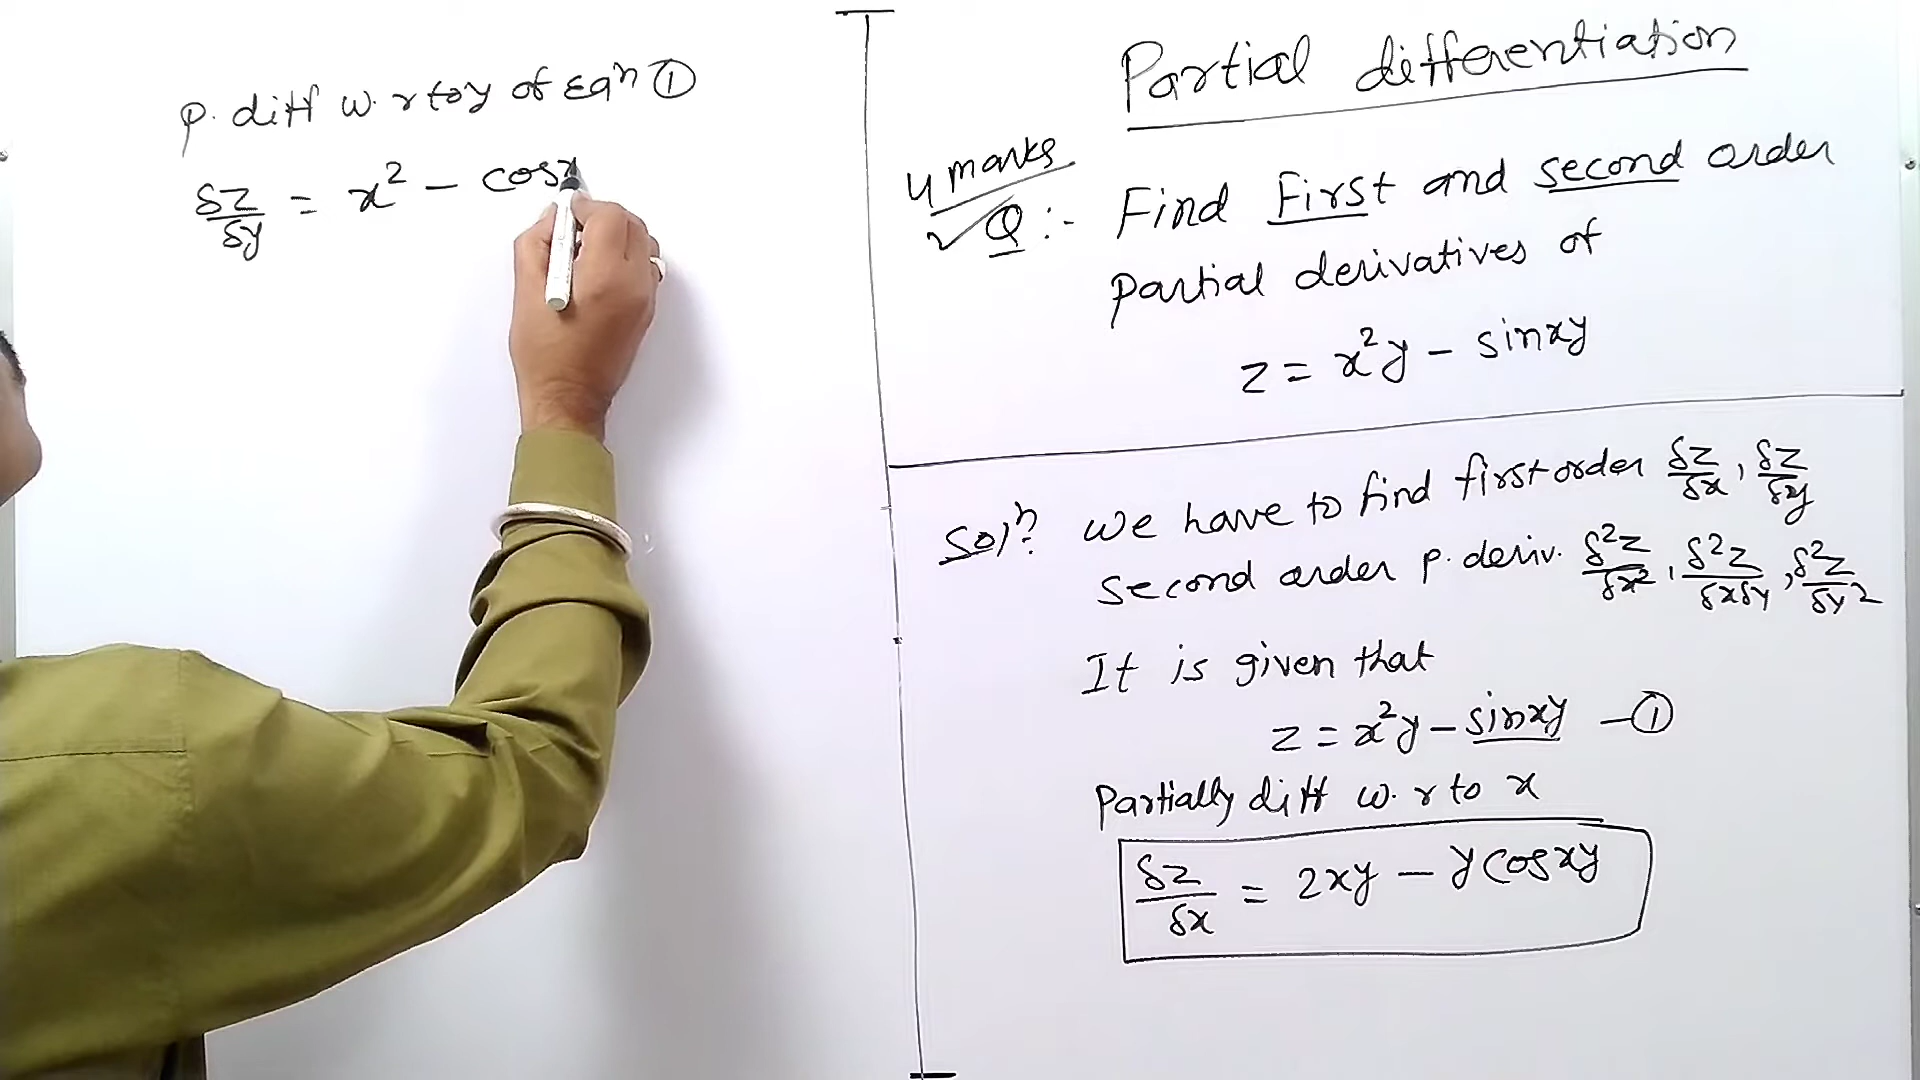 P. diff w. r to y of Eqⁿ ①
δz/δy = x² - cosx
Partial differentiation
4 marks
Q :- Find First and second order
Partial derivatives of
z = x²y - sinxy
Solⁿ: We have to find first order δz/δx, δz/δy
second order p. deriv. δ²z/δx², δ²z/δxδy, δ²z/δy²
It is given that
z = x²y - sinxy - ①
Partially diff w. r to x
δz/δx = 2xy - y cosxy